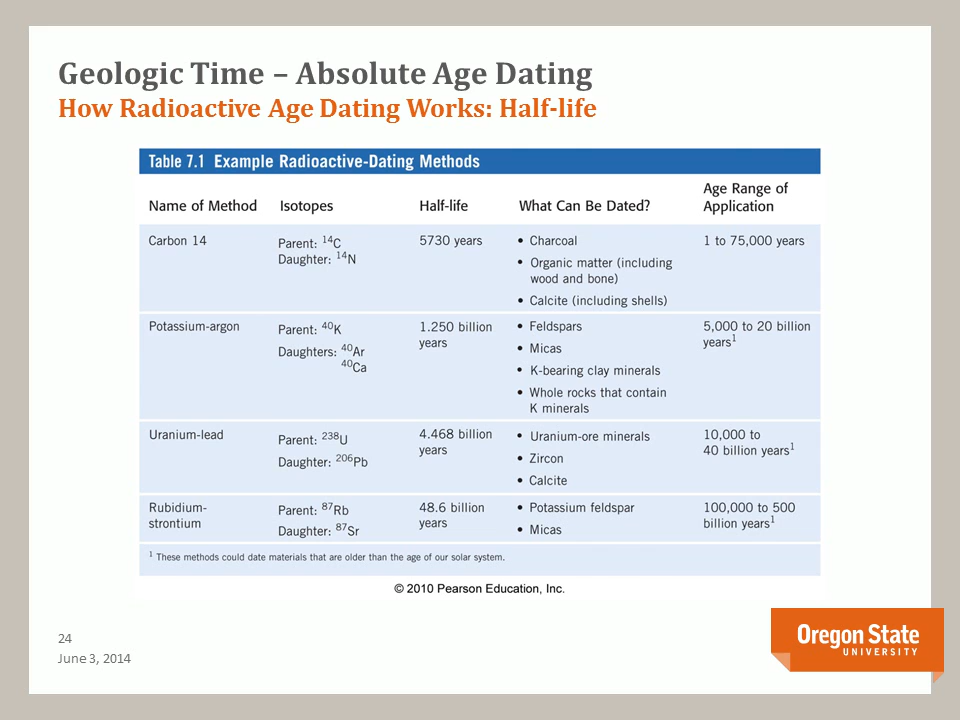 Geologic Time – Absolute Age Dating
How Radioactive Age Dating Works: Half-life
Table 7.1 Example Radioactive-Dating Methods
Name of Method Isotopes Half-life What Can Be Dated? Age Range of Application
Carbon 14
Parent: 14C
Daughter: 14N
5730 years
• Charcoal
• Organic matter (including
wood and bone)
• Calcite (including shells)
1 to 75,000 years
Potassium-argon
Parent: 40K
Daughters: 40Ar
40Ca
1.250 billion
years
• Feldspars
• Micas
• K-bearing clay minerals
• Whole rocks that contain
K minerals
5,000 to 20 billion
years1
Uranium-lead
Parent: 238U
Daughter: 206Pb
4.468 billion
years
• Uranium-ore minerals
• Zircon
• Calcite
10,000 to
40 billion years1
Rubidium-
strontium
Parent: 87Rb
Daughter: 87Sr
48.6 billion
years
• Potassium feldspar
• Micas
100,000 to 500
billion years1
1 These methods could date materials that are older than the age of our solar system.
© 2010 Pearson Education, Inc.
24
June 3, 2014
Oregon State
UNIVERSITY